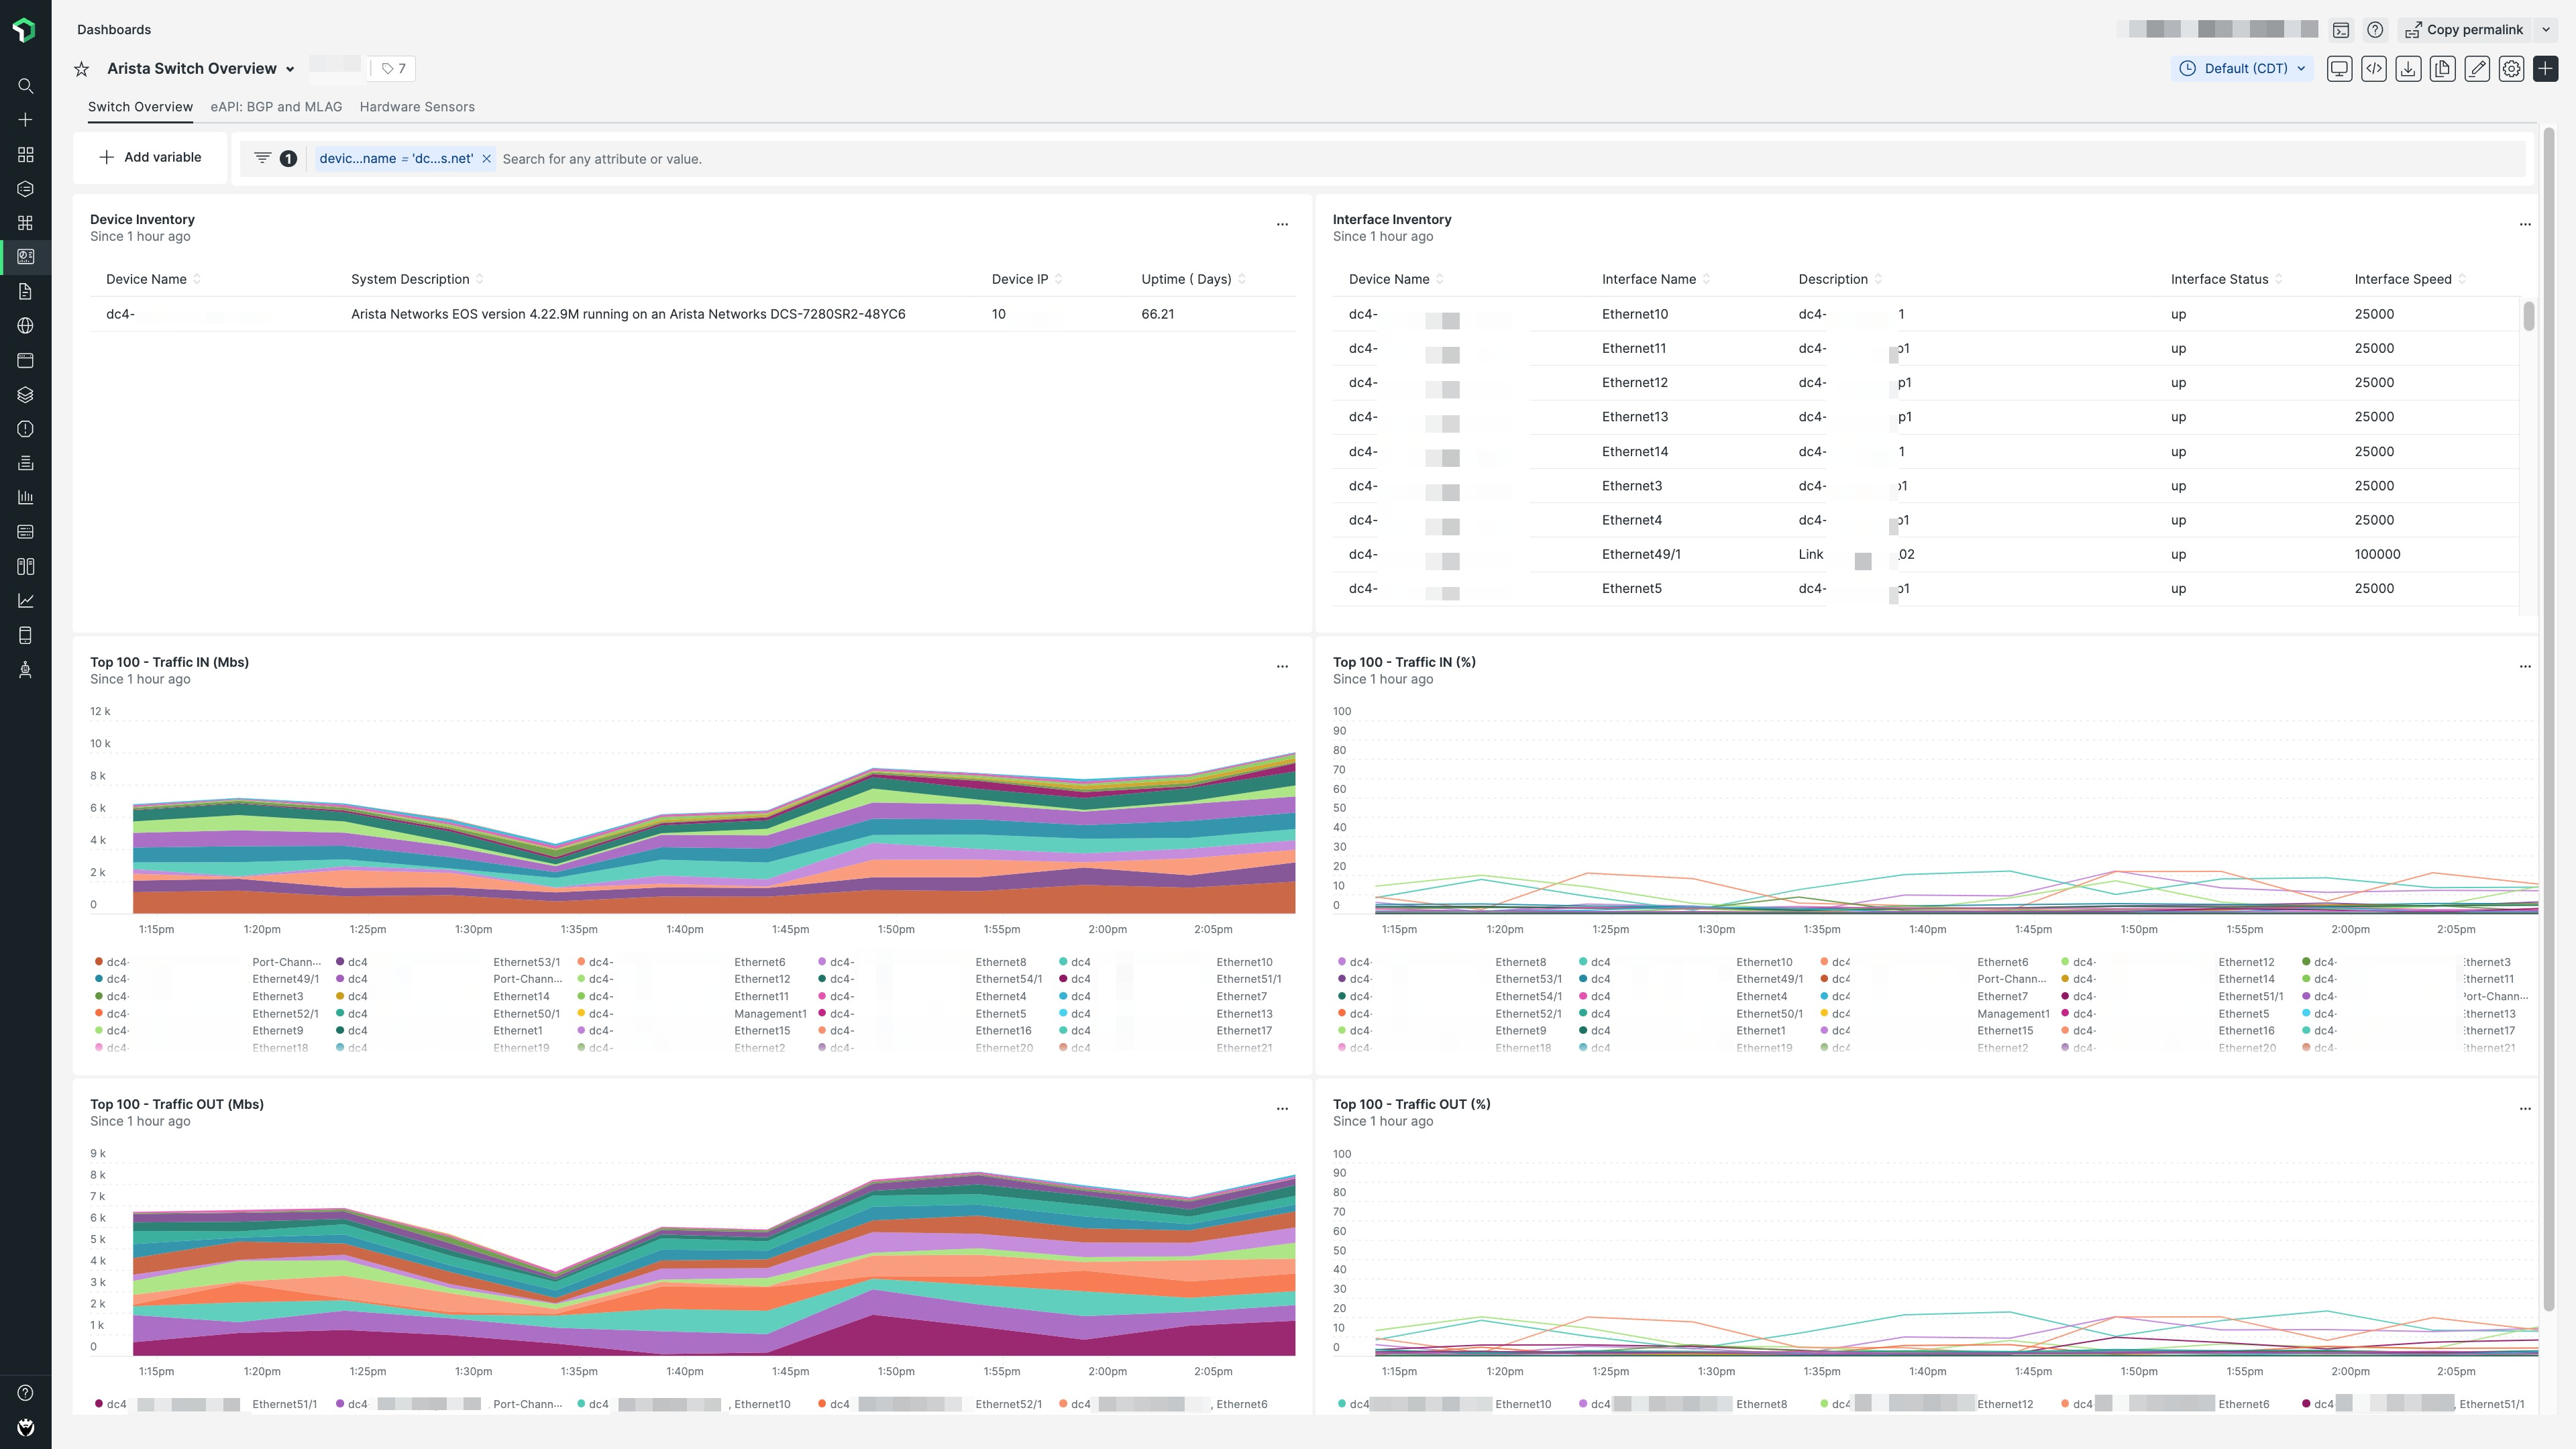 Dashboards
Copy permalink
Arista Switch Overview
7
Default (CDT)
Switch Overview eAPI: BGP and MLAG Hardware Sensors
Add variable
1 devic...name = 'dc...s.net' Search for any attribute or value.
Device Inventory
Since 1 hour ago
Device Name System Description Device IP Uptime ( Days)
dc4- Arista Networks EOS version 4.22.9M running on an Arista Networks DCS-7280SR2-48YC6 10 66.21
Interface Inventory
Since 1 hour ago
Device Name Interface Name Description Interface Status Interface Speed
dc4- Ethernet10 dc4- 1 up 25000
dc4- Ethernet11 dc4- p1 up 25000
dc4- Ethernet12 dc4- p1 up 25000
dc4- Ethernet13 dc4- p1 up 25000
dc4- Ethernet14 dc4- 1 up 25000
dc4- Ethernet3 dc4- p1 up 25000
dc4- Ethernet4 dc4- p1 up 25000
dc4- Ethernet49/1 Link 02 up 100000
dc4- Ethernet5 dc4- p1 up 25000
Top 100 - Traffic IN (Mbs)
Since 1 hour ago
12 k
10 k
8 k
6 k
4 k
2 k
0
1:15pm 1:20pm 1:25pm 1:30pm 1:35pm 1:40pm 1:45pm 1:50pm 1:55pm 2:00pm 2:05pm
dc4- Port-Chann... dc4 Ethernet53/1 dc4- Ethernet6 dc4- Ethernet8 dc4 Ethernet10
dc4- Ethernet49/1 dc4 Port-Chann... dc4- Ethernet12 dc4- Ethernet54/1 dc4 Ethernet51/1
dc4- Ethernet3 dc4 Ethernet14 dc4- Ethernet11 dc4- Ethernet4 dc4 Ethernet7
dc4- Ethernet52/1 dc4 Ethernet50/1 dc4- Management1 dc4- Ethernet5 dc4 Ethernet13
dc4- Ethernet9 dc4 Ethernet1 dc4- Ethernet15 dc4- Ethernet16 dc4 Ethernet17
dc4- Ethernet18 dc4 Ethernet19 dc4- Ethernet2 dc4- Ethernet20 dc4 Ethernet21
Top 100 - Traffic IN (%)
Since 1 hour ago
100
90
80
70
60
50
40
30
20
10
0
1:15pm 1:20pm 1:25pm 1:30pm 1:35pm 1:40pm 1:45pm 1:50pm 1:55pm 2:00pm 2:05pm
dc4- Ethernet8 dc4 Ethernet10 dc4 Ethernet6 dc4- Ethernet12 dc4- Ethernet3
dc4- Ethernet53/1 dc4 Ethernet49/1 dc4 Port-Chann... dc4- Ethernet14 dc4- Ethernet11
dc4- Ethernet54/1 dc4 Ethernet4 dc4 Ethernet7 dc4- Ethernet51/1 dc4- Port-Chann...
dc4- Ethernet52/1 dc4 Ethernet50/1 dc4 Management1 dc4- Ethernet5 dc4- Ethernet13
dc4- Ethernet9 dc4 Ethernet1 dc4 Ethernet15 dc4- Ethernet16 dc4- Ethernet17
dc4- Ethernet18 dc4 Ethernet19 dc4 Ethernet2 dc4- Ethernet20 dc4- Ethernet21
Top 100 - Traffic OUT (Mbs)
Since 1 hour ago
9 k
8 k
7 k
6 k
5 k
4 k
3 k
2 k
1 k
0
1:15pm 1:20pm 1:25pm 1:30pm 1:35pm 1:40pm 1:45pm 1:50pm 1:55pm 2:00pm 2:05pm
dc4 Ethernet51/1 dc4- Port-Chann... dc4 , Ethernet10 dc4 Ethernet52/1 dc4 , Ethernet6
Top 100 - Traffic OUT (%)
Since 1 hour ago
100
90
80
70
60
50
40
30
20
10
0
1:15pm 1:20pm 1:25pm 1:30pm 1:35pm 1:40pm 1:45pm 1:50pm 1:55pm 2:00pm 2:05pm
dc4 Ethernet10 dc4 Ethernet8 dc4 Ethernet12 dc4- Ethernet6 dc4- , Ethernet51/1